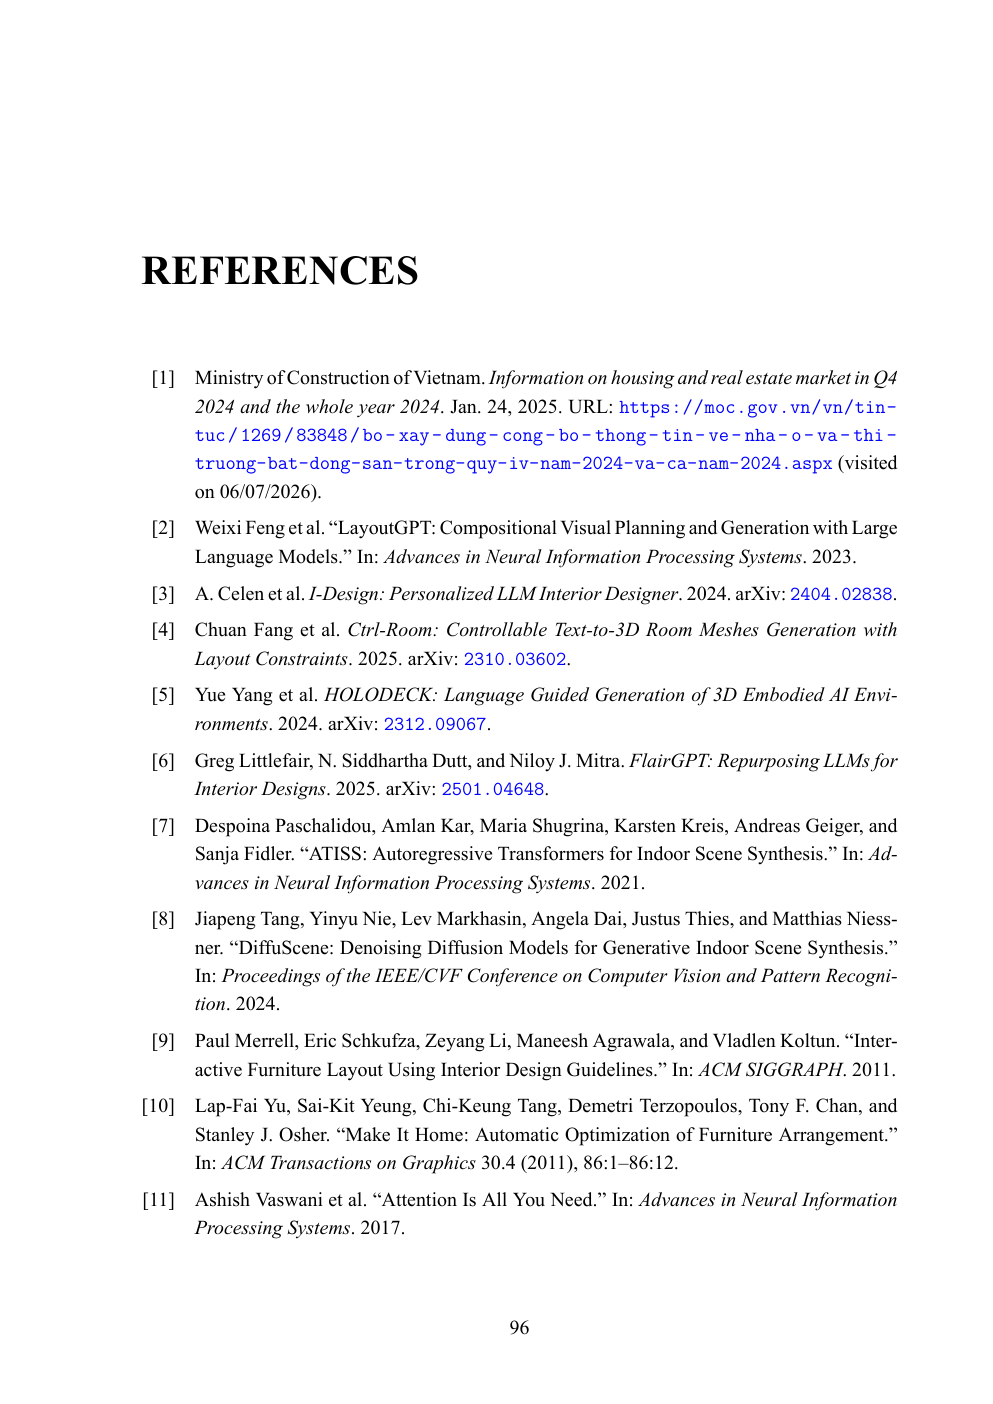 REFERENCES
[1] Ministry of Construction of Vietnam. Information on housing and real estate market in Q4
2024 and the whole year 2024. Jan. 24, 2025. URL: https://moc.gov.vn/vn/tin-
tuc/1269/83848/bo-xay-dung-cong-bo-thong-tin-ve-nha-o-va-thi-
truong-bat-dong-san-trong-quy-iv-nam-2024-va-ca-nam-2024.aspx (visited
on 06/07/2026).
[2] Weixi Feng et al. “LayoutGPT: Compositional Visual Planning and Generation with Large
Language Models.” In: Advances in Neural Information Processing Systems. 2023.
[3] A. Celen et al. I-Design: Personalized LLM Interior Designer. 2024. arXiv: 2404.02838.
[4] Chuan Fang et al. Ctrl-Room: Controllable Text-to-3D Room Meshes Generation with
Layout Constraints. 2025. arXiv: 2310.03602.
[5] Yue Yang et al. HOLODECK: Language Guided Generation of 3D Embodied AI Envi-
ronments. 2024. arXiv: 2312.09067.
[6] Greg Littlefair, N. Siddhartha Dutt, and Niloy J. Mitra. FlairGPT: Repurposing LLMs for
Interior Designs. 2025. arXiv: 2501.04648.
[7] Despoina Paschalidou, Amlan Kar, Maria Shugrina, Karsten Kreis, Andreas Geiger, and
Sanja Fidler. “ATISS: Autoregressive Transformers for Indoor Scene Synthesis.” In: Ad-
vances in Neural Information Processing Systems. 2021.
[8] Jiapeng Tang, Yinyu Nie, Lev Markhasin, Angela Dai, Justus Thies, and Matthias Niess-
ner. “DiffuScene: Denoising Diffusion Models for Generative Indoor Scene Synthesis.”
In: Proceedings of the IEEE/CVF Conference on Computer Vision and Pattern Recogni-
tion. 2024.
[9] Paul Merrell, Eric Schkufza, Zeyang Li, Maneesh Agrawala, and Vladlen Koltun. “Inter-
active Furniture Layout Using Interior Design Guidelines.” In: ACM SIGGRAPH. 2011.
[10] Lap-Fai Yu, Sai-Kit Yeung, Chi-Keung Tang, Demetri Terzopoulos, Tony F. Chan, and
Stanley J. Osher. “Make It Home: Automatic Optimization of Furniture Arrangement.”
In: ACM Transactions on Graphics 30.4 (2011), 86:1–86:12.
[11] Ashish Vaswani et al. “Attention Is All You Need.” In: Advances in Neural Information
Processing Systems. 2017.
96